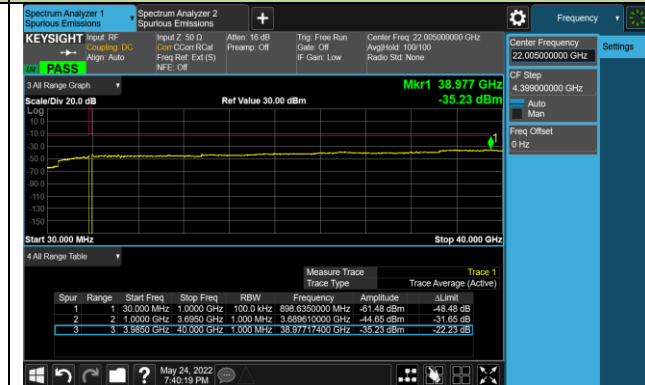 Spectrum Analyzer 1
Spurious Emissions
Spectrum Analyzer 2
Spurious Emissions
+
Frequency
KEYSIGHT
Input: RF
Coupling: DC
Align: Auto
Input Z: 50 Ω
Corr CCorr RCal
Freq Ref: Ext (S)
NFE: Off
Atten: 16 dB
Preamp: Off
Trig: Free Run
Gate: Off
IF Gain: Low
Center Freq: 22.005000000 GHz
Avg|Hold: 100/100
Radio Std: None
PASS
Center Frequency
22.005000000 GHz
Settings
CF Step
4.399000000 GHz
Auto
Man
Freq Offset
0 Hz
3 All Range Graph
Mkr1 38.977 GHz
Scale/Div 20.0 dB
Ref Value 30.00 dBm
-35.23 dBm
Log
10.0
-10.0
-30.0
-50.0
-70.0
-90.0
-110
-130
-150
1
Start 30.000 MHz
Stop 40.000 GHz
4 All Range Table
Measure Trace Trace 1
Trace Type Trace Average (Active)
Spur Range Start Freq Stop Freq RBW Frequency Amplitude ΔLimit
1 1 30.000 MHz 1.0000 GHz 100.0 kHz 898.6350000 MHz -61.48 dBm -48.48 dB
2 2 1.0000 GHz 3.6950 GHz 1.000 MHz 3.689610000 GHz -44.65 dBm -31.65 dB
3 3 3.9850 GHz 40.000 GHz 1.000 MHz 38.97717400 GHz -35.23 dBm -22.23 dB
?
May 24, 2022
7:40:19 PM